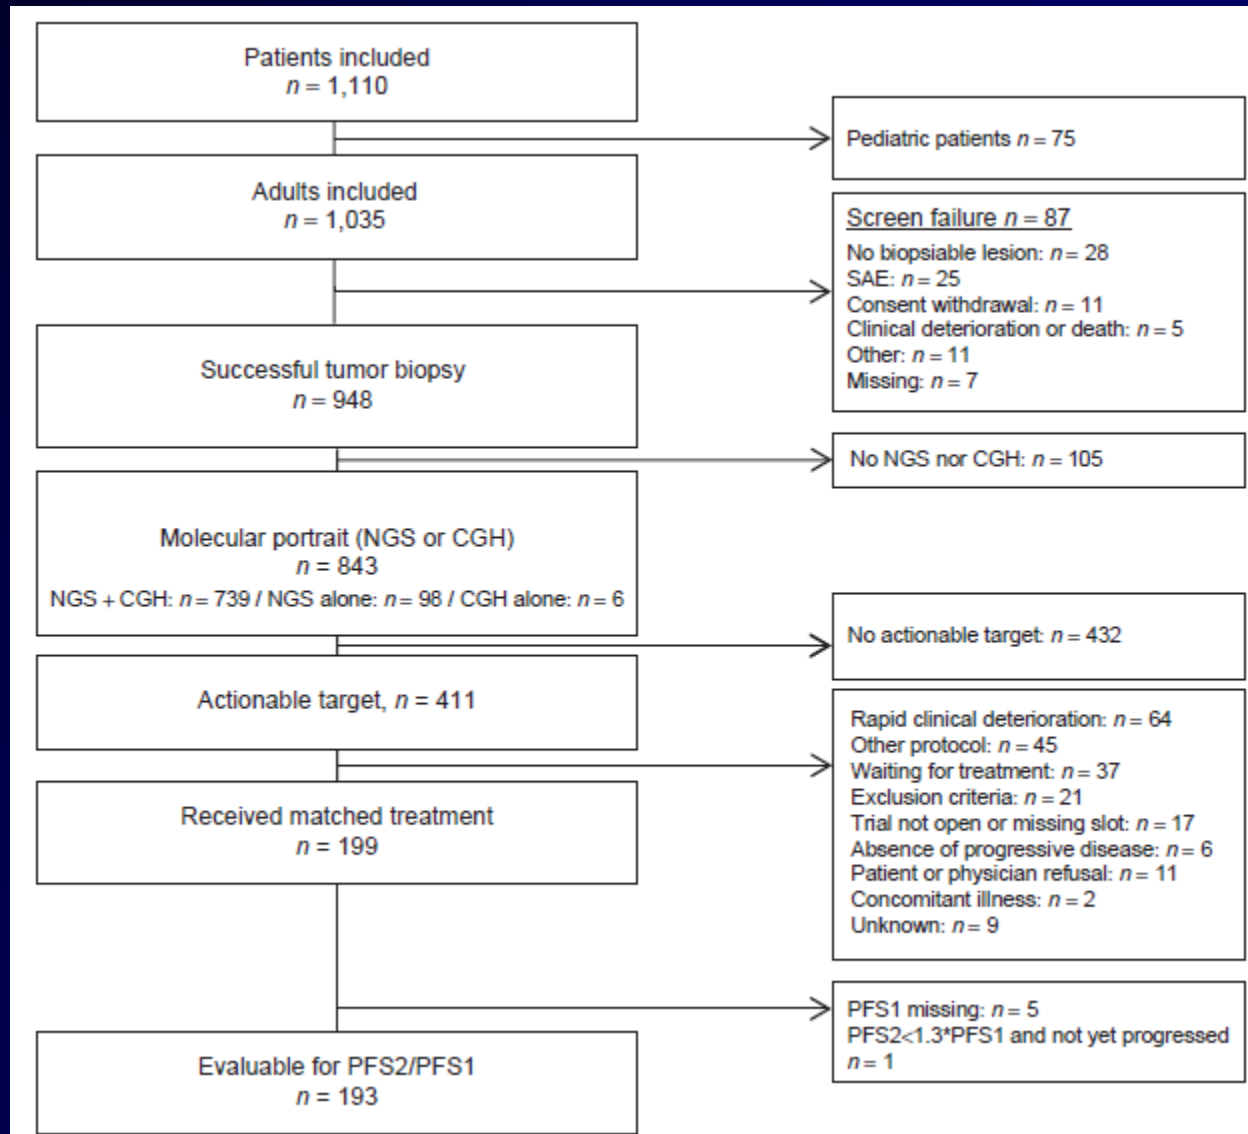 Patients included
n = 1,110
Pediatric patients n = 75
Adults included
n = 1,035
Screen failure n = 87
No biopsiable lesion: n = 28
SAE: n = 25
Consent withdrawal: n = 11
Clinical deterioration or death: n = 5
Other: n = 11
Missing: n = 7
Successful tumor biopsy
n = 948
No NGS nor CGH: n = 105
Molecular portrait (NGS or CGH)
n = 843
NGS + CGH: n = 739 / NGS alone: n = 98 / CGH alone: n = 6
No actionable target: n = 432
Actionable target, n = 411
Rapid clinical deterioration: n = 64
Other protocol: n = 45
Waiting for treatment: n = 37
Exclusion criteria: n = 21
Trial not open or missing slot: n = 17
Absence of progressive disease: n = 6
Patient or physician refusal: n = 11
Concomitant illness: n = 2
Unknown: n = 9
Received matched treatment
n = 199
PFS1 missing: n = 5
PFS2<1.3*PFS1 and not yet progressed
n = 1
Evaluable for PFS2/PFS1
n = 193